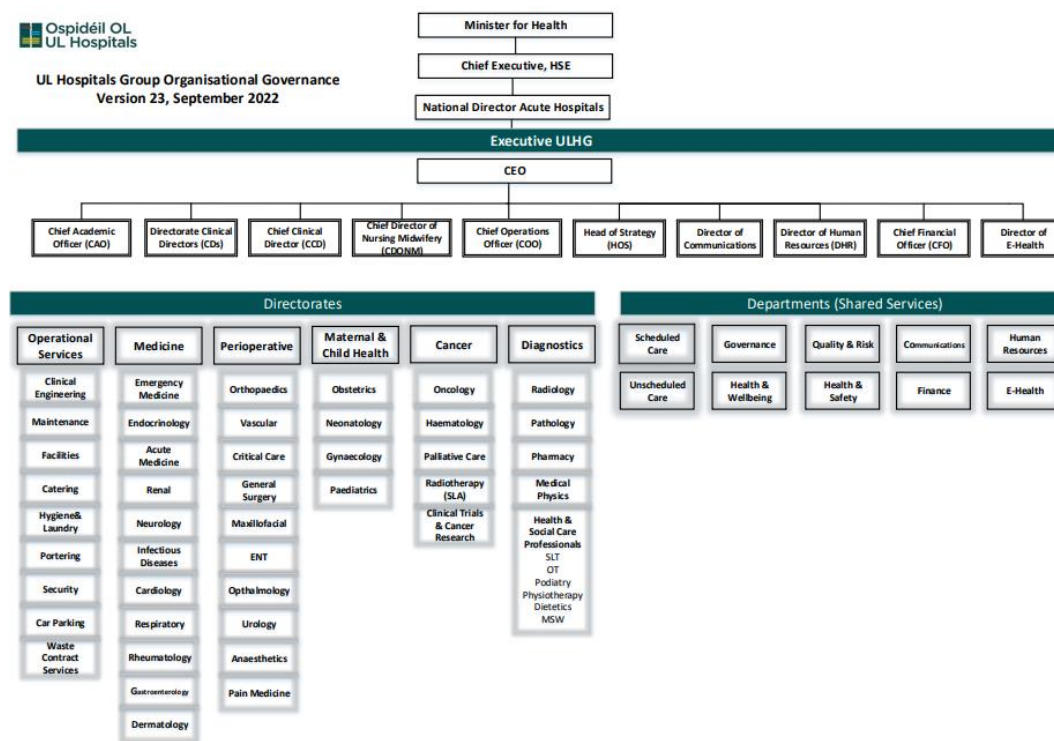 Ospidéil OL
UL Hospitals
UL Hospitals Group Organisational Governance
Version 23, September 2022
Minister for Health
Chief Executive, HSE
National Director Acute Hospitals
Executive ULHG
CEO
Chief Academic
Officer (CAO)
Directorate Clinical
Directors (CDs)
Chief Clinical
Director (CCD)
Chief Director of
Nursing Midwifery
(CDONM)
Chief Operations
Officer (COO)
Head of Strategy
(HOS)
Director of
Communications
Director of Human
Resources (DHR)
Chief Financial
Officer (CFO)
Director of
E-Health
Directorates
Operational
Services
Clinical
Engineering
Maintenance
Facilities
Catering
Hygiene&
Laundry
Portering
Security
Car Parking
Waste
Contract
Services
Medicine
Emergency
Medicine
Endocrinology
Acute
Medicine
Renal
Neurology
Infectious
Diseases
Cardiology
Respiratory
Rheumatology
Gastroenterology
Dermatology
Perioperative
Orthopaedics
Vascular
Critical Care
General
Surgery
Maxillofacial
ENT
Opthalmology
Urology
Anaesthetics
Pain Medicine
Maternal &
Child Health
Obstetrics
Neonatology
Gynaecology
Paediatrics
Cancer
Oncology
Haematology
Palliative Care
Radiotherapy
(SLA)
Clinical Trials
& Cancer
Research
Diagnostics
Radiology
Pathology
Pharmacy
Medical
Physics
Health &
Social Care
Professionals
SLT
OT
Podiatry
Physiotherapy
Dietetics
MSW
Departments (Shared Services)
Scheduled
Care
Governance
Quality & Risk
Communications
Human
Resources
Unscheduled
Care
Health &
Wellbeing
Health &
Safety
Finance
E-Health